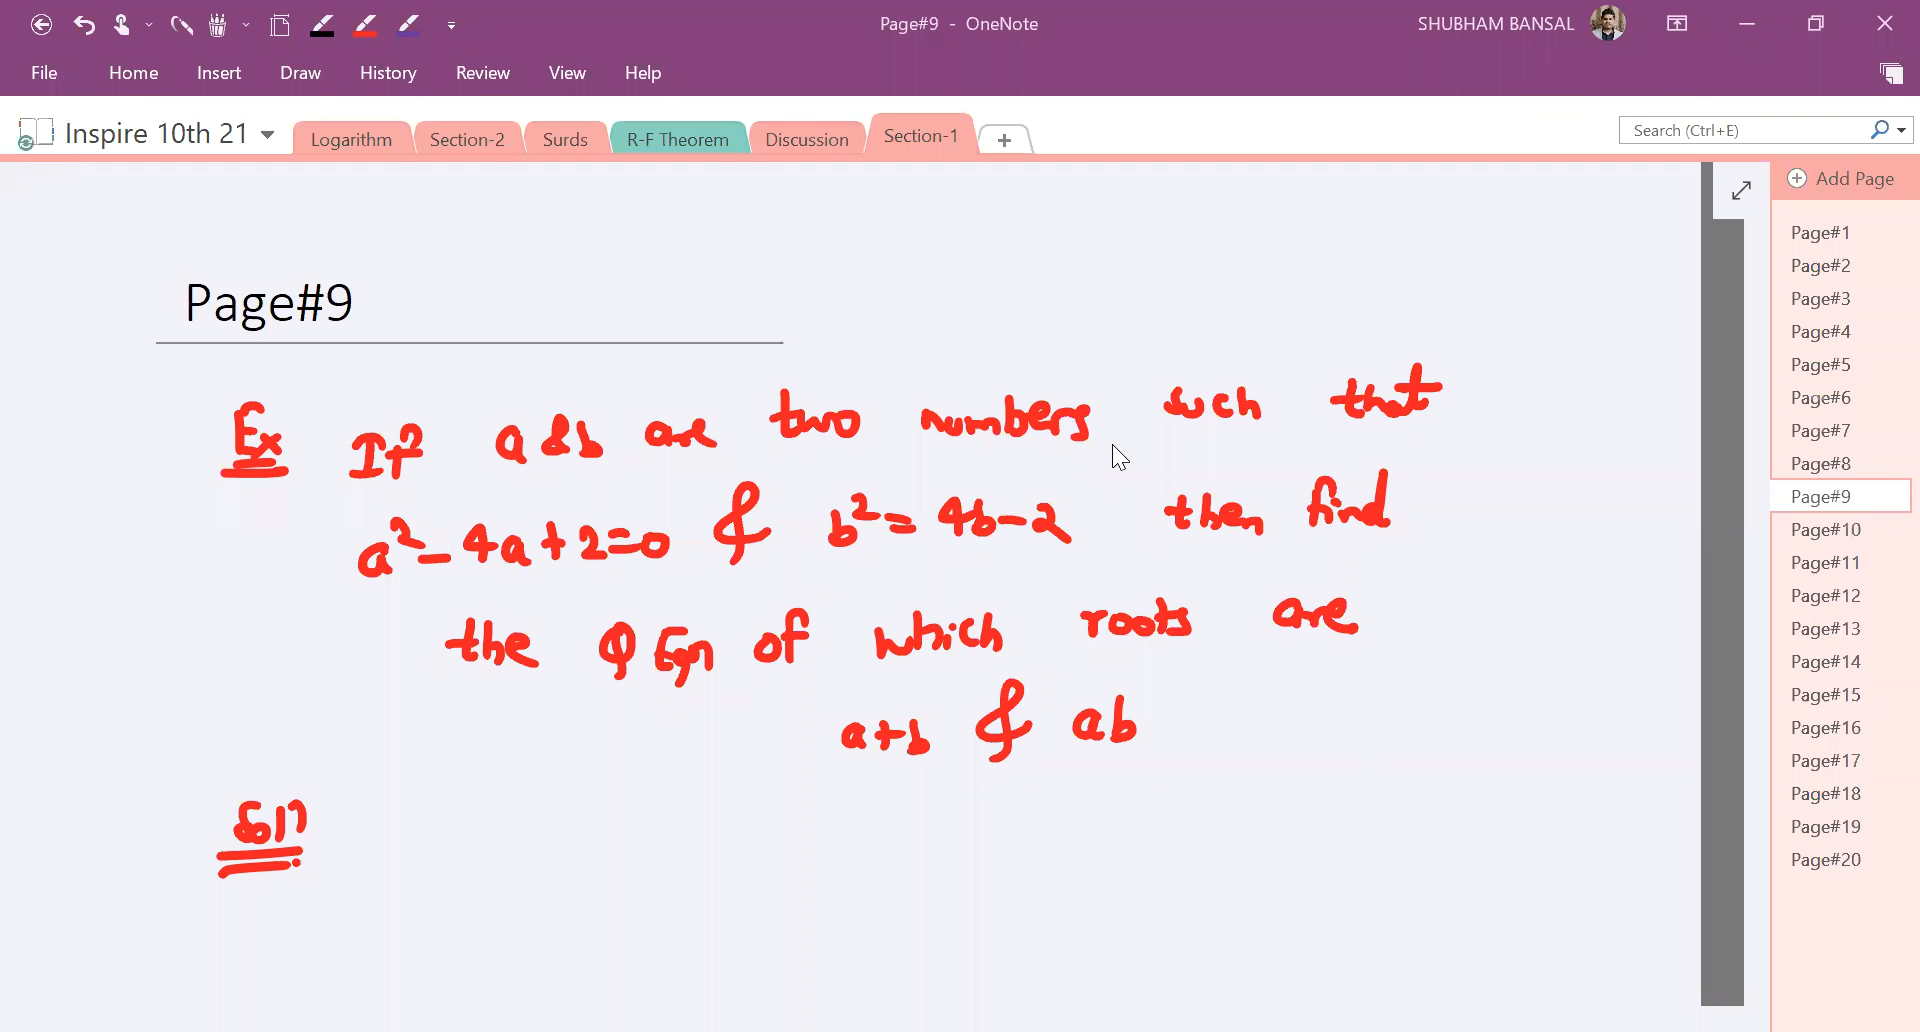 Page#9 - OneNote
SHUBHAM BANSAL
File Home Insert Draw History Review View Help
Inspire 10th 21
Logarithm Section-2 Surds R-F Theorem Discussion Section-1 +
Search (Ctrl+E)
Add Page
Page#1
Page#2
Page#3
Page#4
Page#5
Page#6
Page#7
Page#8
Page#9
Page#10
Page#11
Page#12
Page#13
Page#14
Page#15
Page#16
Page#17
Page#18
Page#19
Page#20
Page#9
Ex If a & b are two numbers such that
a²-4a+2=0 & b²=4b-2 then find
the Q Eqn of which roots are
a+b & ab
Soln